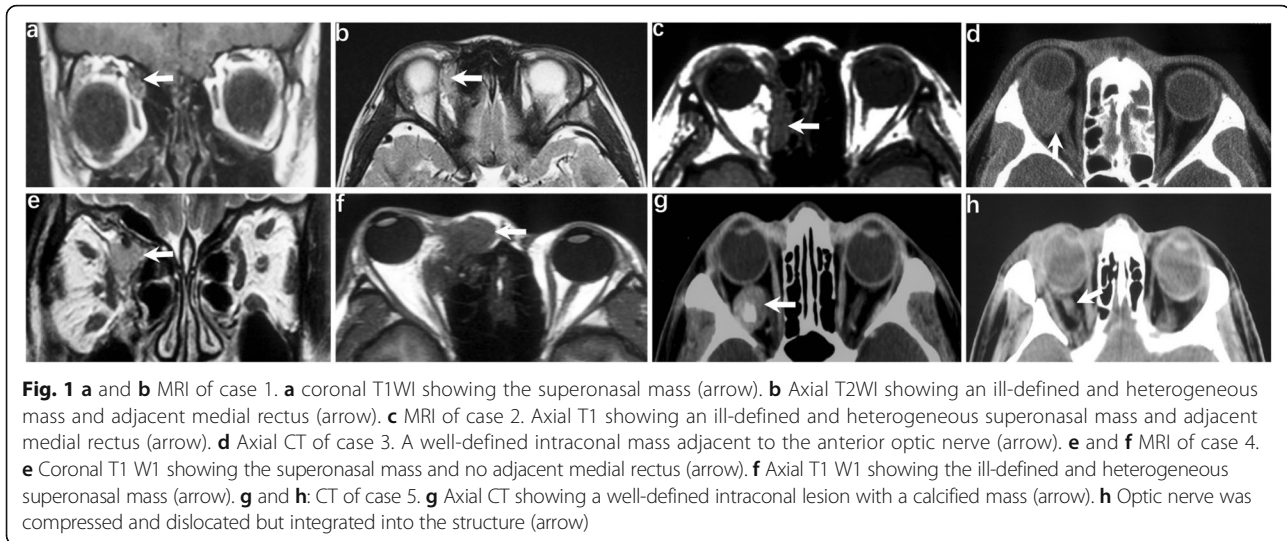 a
b
c
d
e
f
g
h
Fig. 1 a and b MRI of case 1. a coronal T1WI showing the superonasal mass (arrow). b Axial T2WI showing an ill-defined and heterogeneous
mass and adjacent medial rectus (arrow). c MRI of case 2. Axial T1 showing an ill-defined and heterogeneous superonasal mass and adjacent
medial rectus (arrow). d Axial CT of case 3. A well-defined intraconal mass adjacent to the anterior optic nerve (arrow). e and f MRI of case 4.
e Coronal T1 W1 showing the superonasal mass and no adjacent medial rectus (arrow). f Axial T1 W1 showing the ill-defined and heterogeneous
superonasal mass (arrow). g and h: CT of case 5. g Axial CT showing a well-defined intraconal lesion with a calcified mass (arrow). h Optic nerve was
compressed and dislocated but integrated into the structure (arrow)